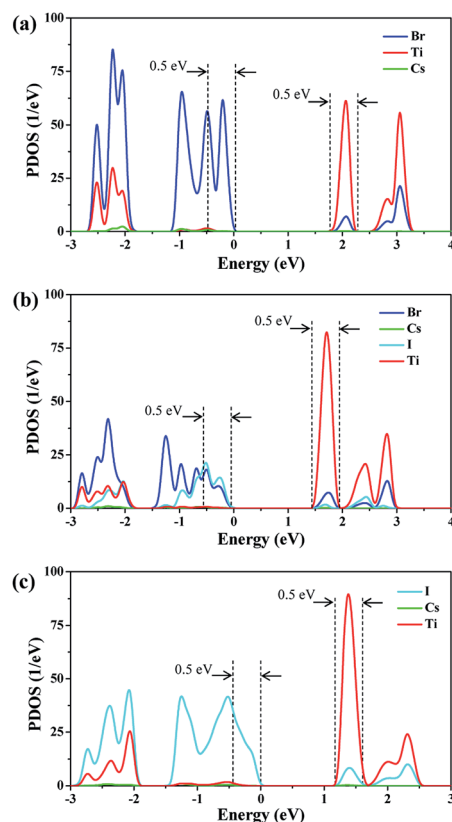 (a)
100
75
50
25
0
PDOS (1/eV)
Br
Ti
Cs
0.5 eV
0.5 eV
-3 -2 -1 0 1 2 3 4
Energy (eV)
(b)
100
75
50
25
0
PDOS (1/eV)
Br
Cs
I
Ti
0.5 eV
0.5 eV
-3 -2 -1 0 1 2 3 4
Energy (eV)
(c)
100
75
50
25
0
PDOS (1/eV)
I
Cs
Ti
0.5 eV
0.5 eV
-3 -2 -1 0 1 2 3 4
Energy (eV)